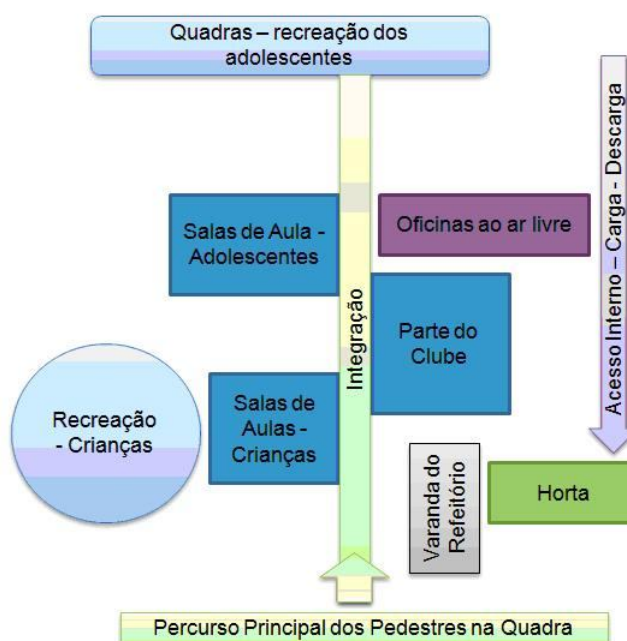 Quadras – recreação dos
adolescentes
Salas de Aula -
Adolescentes
Oficinas ao ar livre
Acesso Interno – Carga - Descarga
Integração
Parte do
Clube
Recreação
- Crianças
Salas de
Aulas -
Crianças
Varanda do
Refeitório
Horta
Percurso Principal dos Pedestres na Quadra